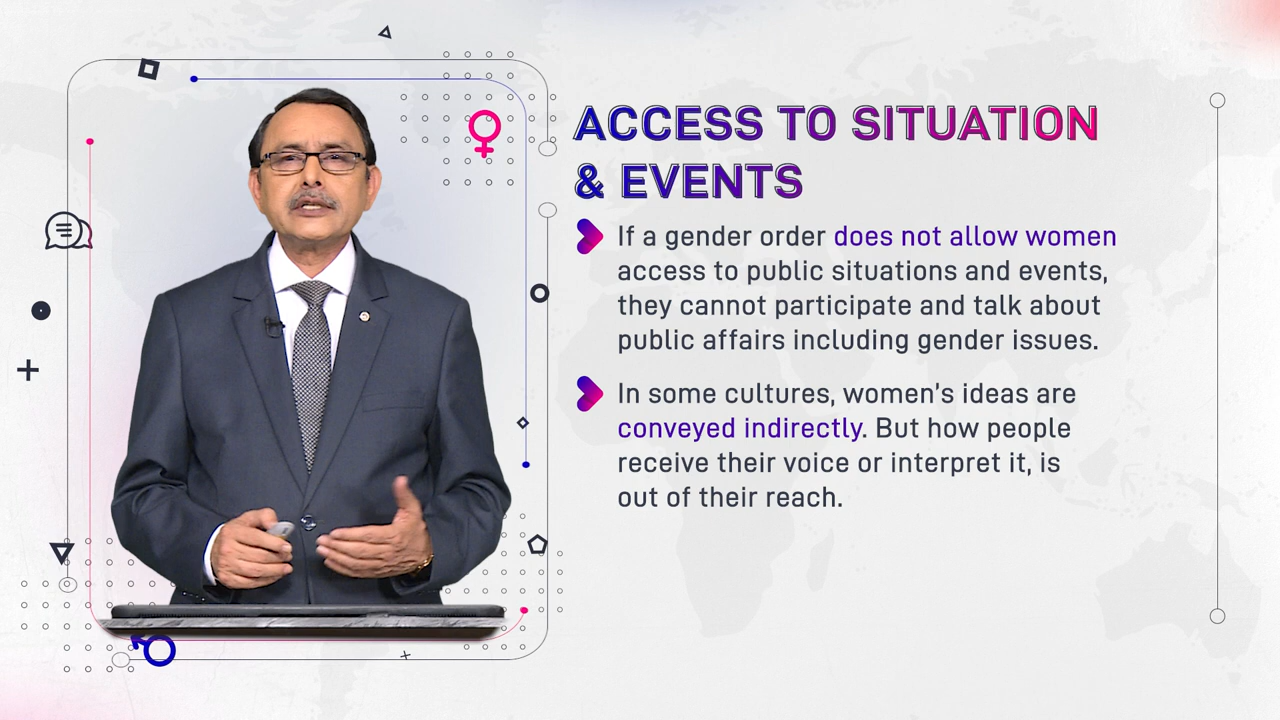 ACCESS TO SITUATION
& EVENTS
If a gender order does not allow women
access to public situations and events,
they cannot participate and talk about
public affairs including gender issues.
In some cultures, women's ideas are
conveyed indirectly. But how people
receive their voice or interpret it, is
out of their reach.